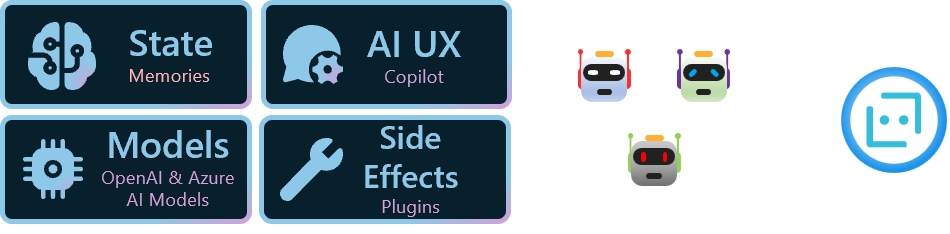 State
Memories
AI UX
Copilot
Models
OpenAI & Azure
AI Models
Side
Effects
Plugins